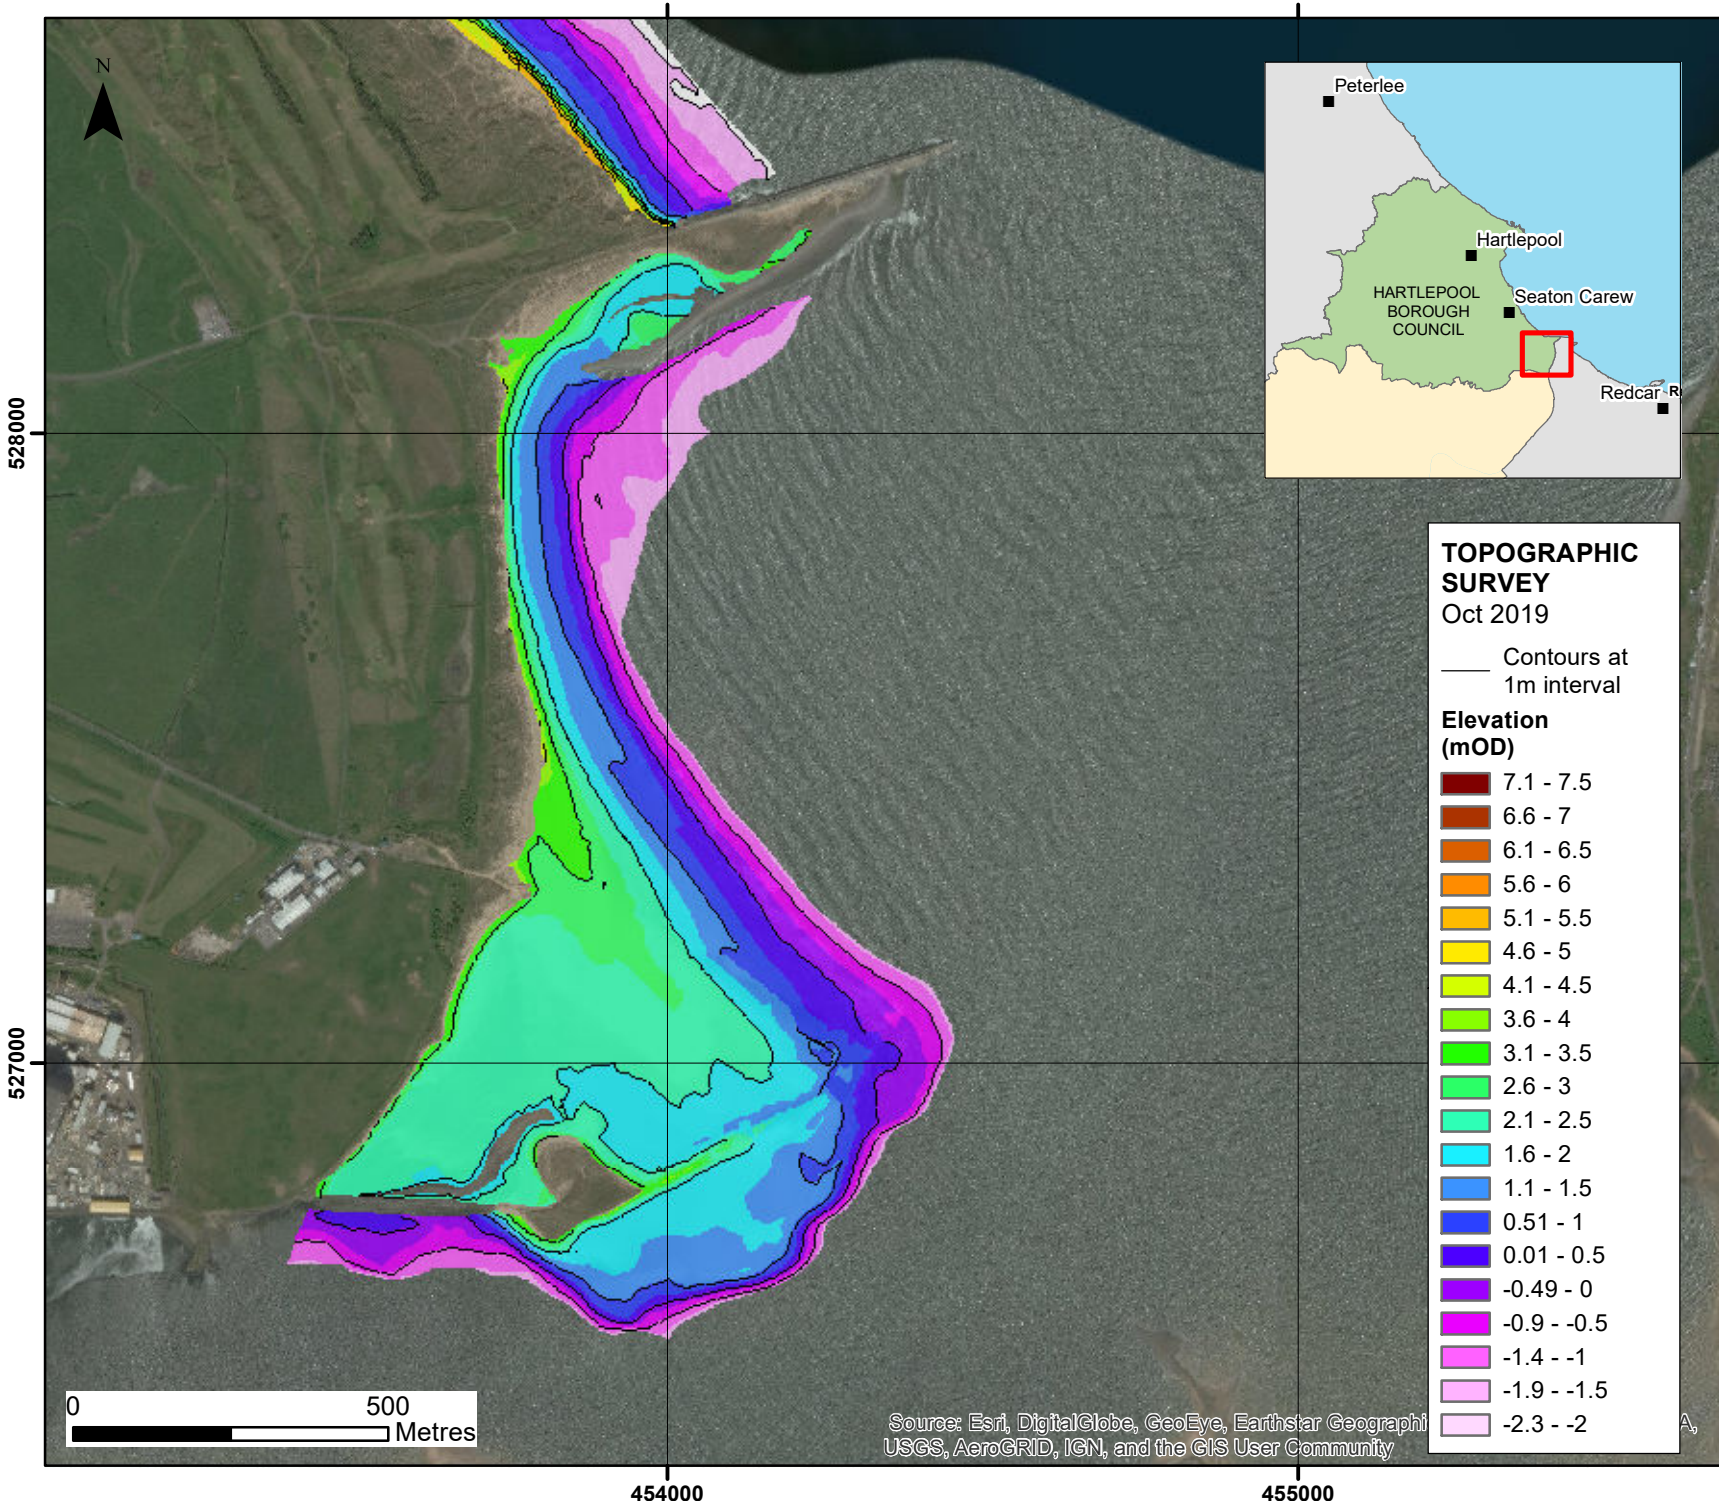 N
Peterlee
Hartlepool
Seaton Carew
HARTLEPOOL
BOROUGH
COUNCIL
Redcar
R
528000
527000
TOPOGRAPHIC
SURVEY
Oct 2019
Contours at
1m interval
Elevation
(mOD)
7.1 - 7.5
6.6 - 7
6.1 - 6.5
5.6 - 6
5.1 - 5.5
4.6 - 5
4.1 - 4.5
3.6 - 4
3.1 - 3.5
2.6 - 3
2.1 - 2.5
1.6 - 2
1.1 - 1.5
0.51 - 1
0.01 - 0.5
-0.49 - 0
-0.9 - -0.5
-1.4 - -1
-1.9 - -1.5
-2.3 - -2
0 500
Metres
Source: Esri, DigitalGlobe, GeoEye, Earthstar Geographi A,
USGS, AeroGRID, IGN, and the GIS User Community
454000 455000